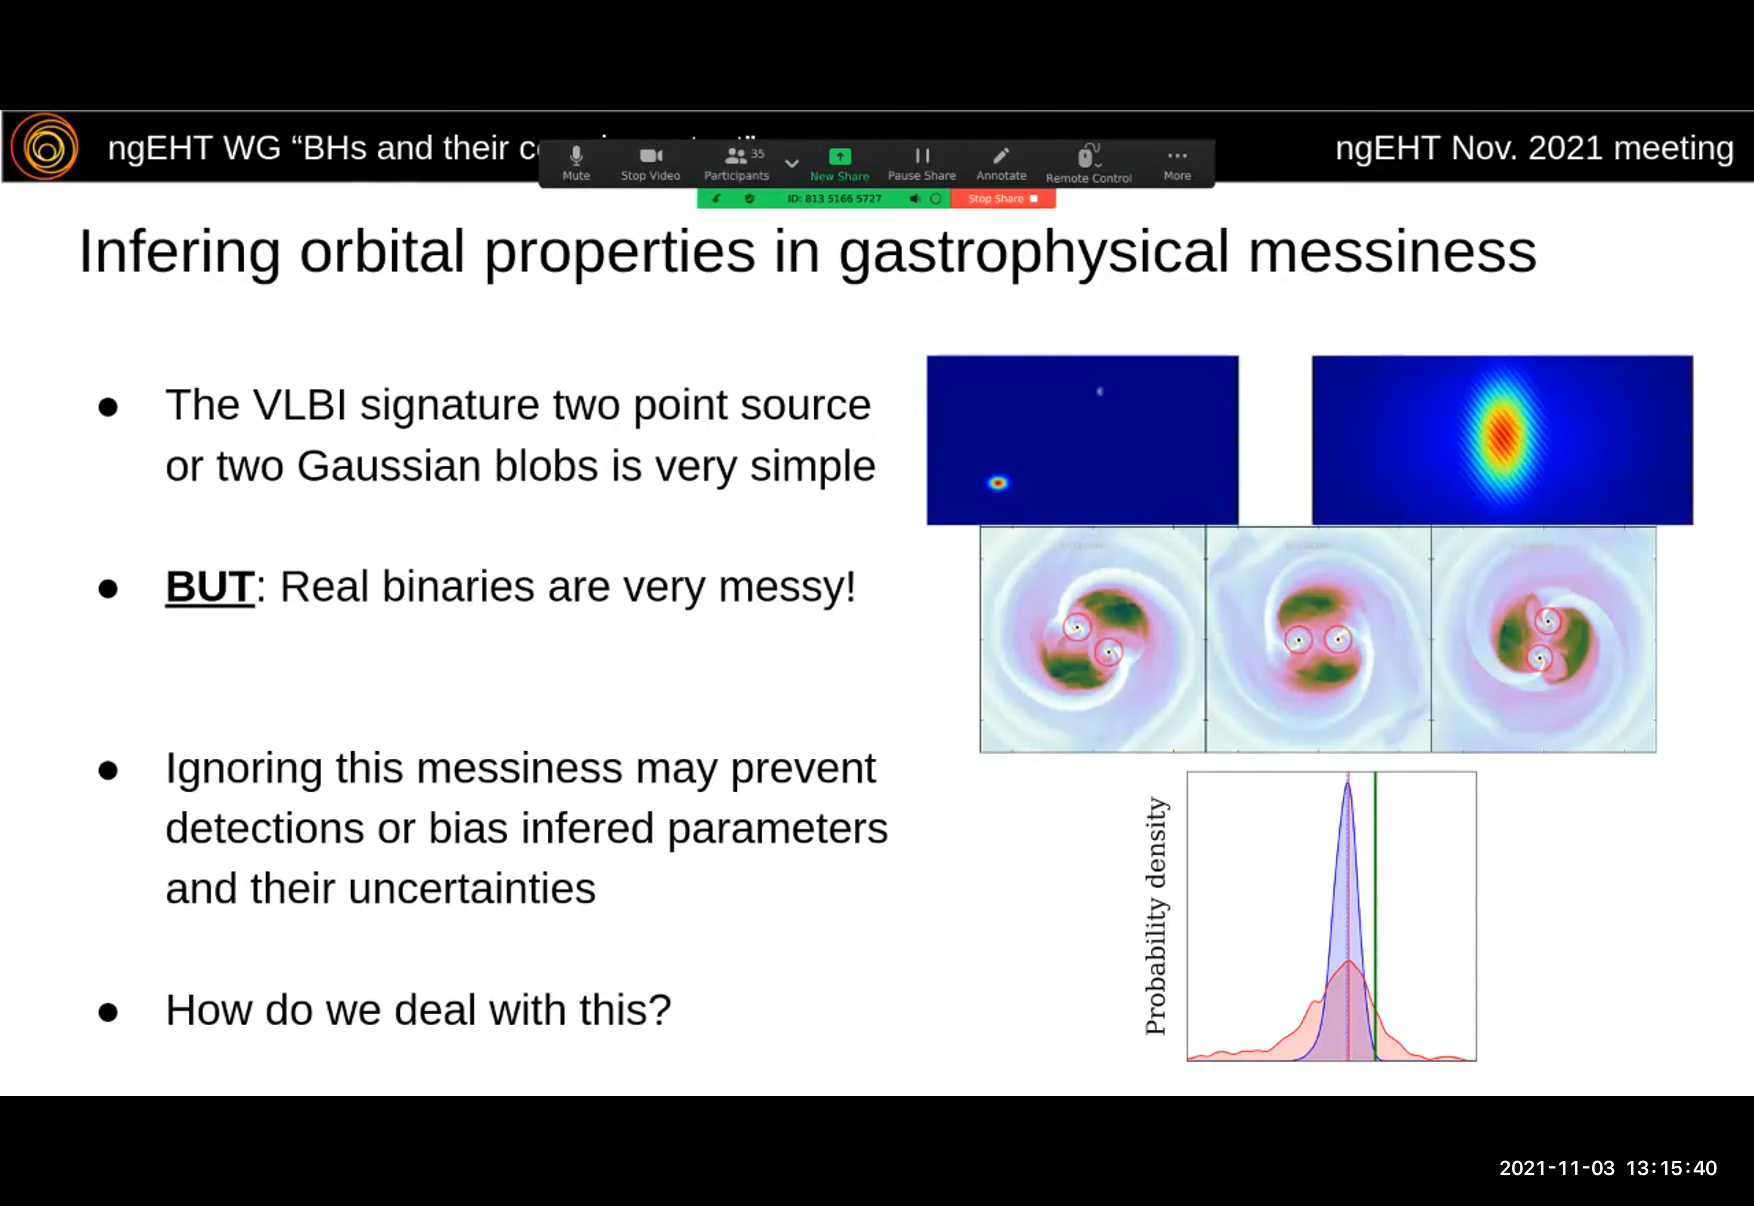 ngEHT WG “BHs and their
ngEHT Nov. 2021 meeting
Mute
Stop Video
Participants
35
New Share
Pause Share
Annotate
Remote Control
More
ID: 813 5166 5727
Stop Share
Infering orbital properties in gastrophysical messiness
● The VLBI signature two point source
or two Gaussian blobs is very simple
● BUT: Real binaries are very messy!
● Ignoring this messiness may prevent
detections or bias infered parameters
and their uncertainties
● How do we deal with this?
Probability density
2021-11-03 13:15:40